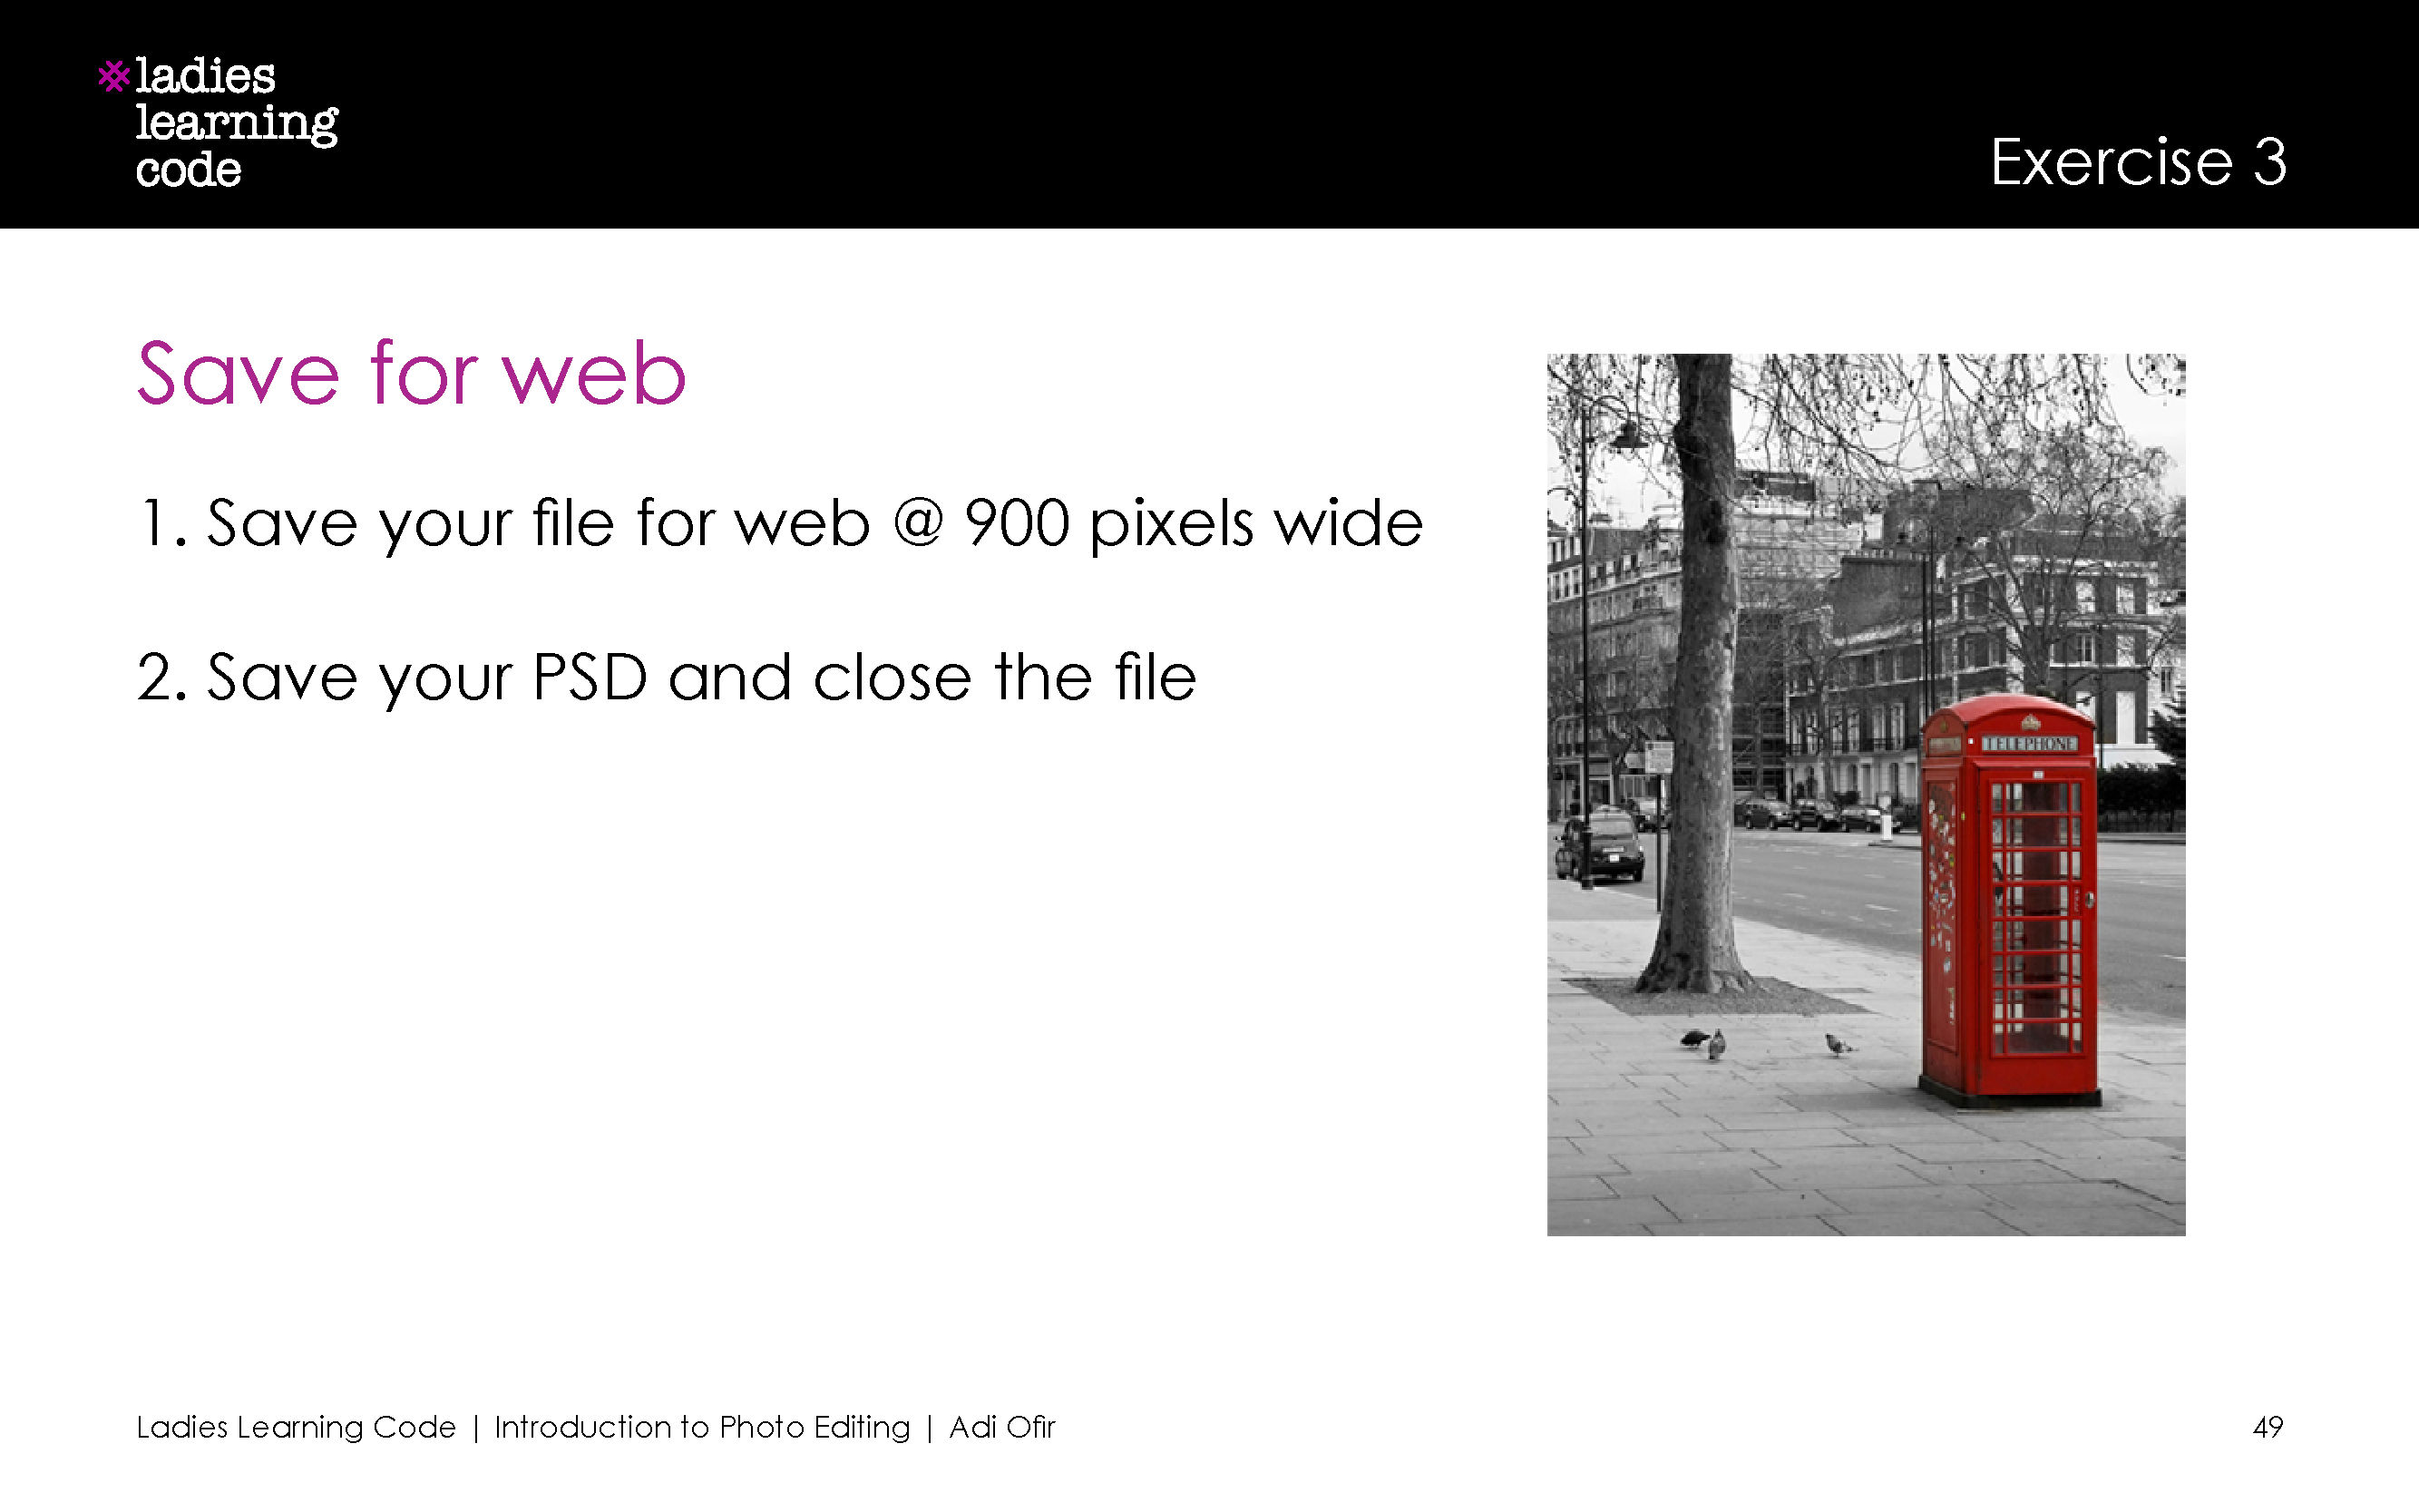 ladies
learning
code
Exercise 3
Save for web
1. Save your file for web @ 900 pixels wide
2. Save your PSD and close the file
TELEPHONE
Ladies Learning Code | Introduction to Photo Editing | Adi Ofir
49